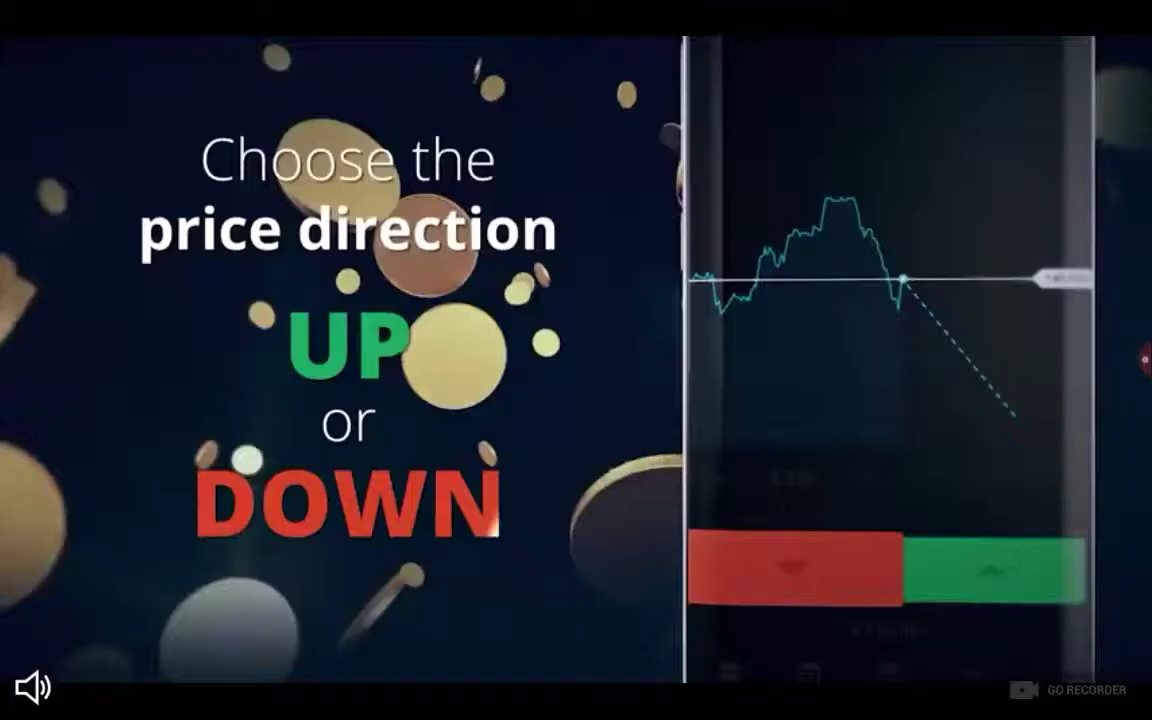 Choose the
price direction
UP
or
DOWN
GO RECORDER